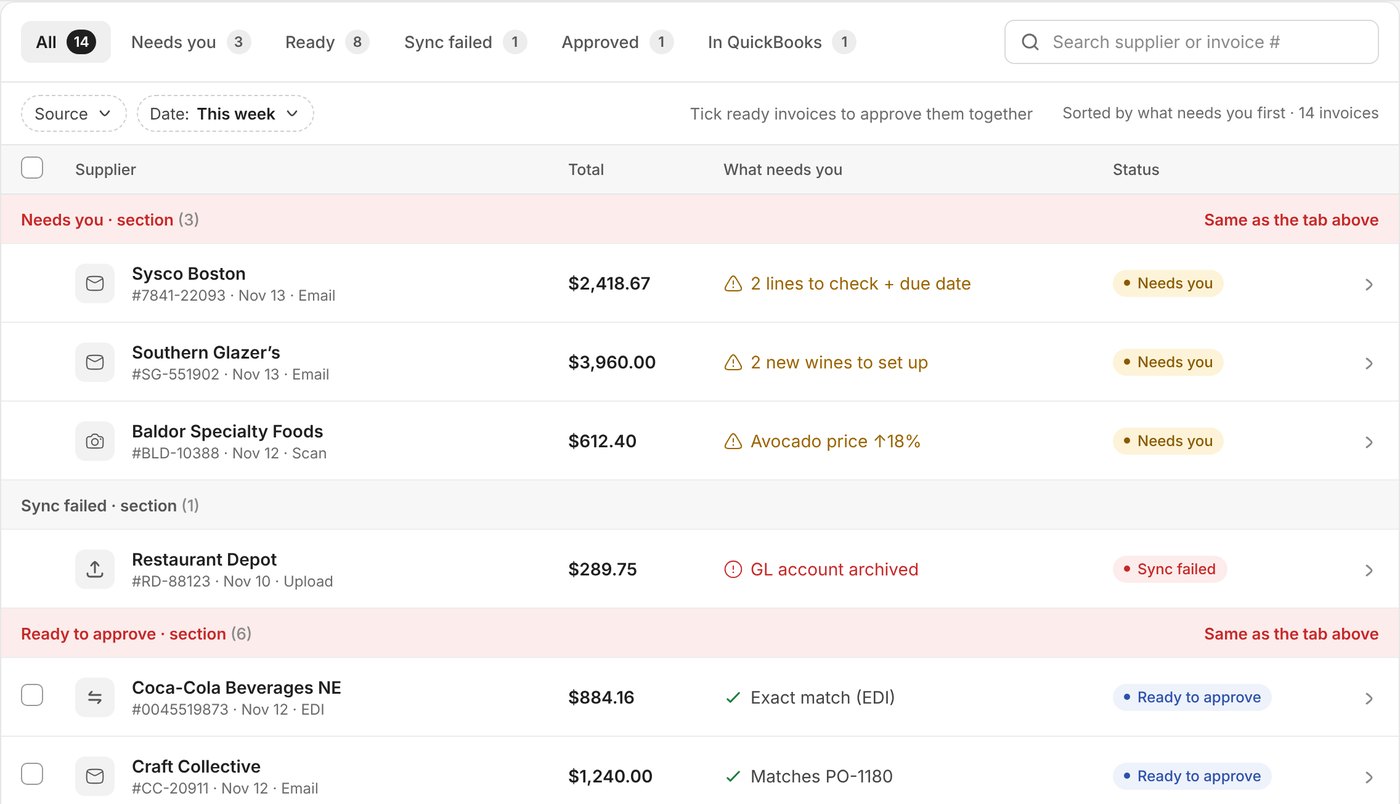 All 14 Needs you 3 Ready 8 Sync failed 1 Approved 1 In QuickBooks 1 Search supplier or invoice #
Source Date: This week Tick ready invoices to approve them together Sorted by what needs you first · 14 invoices
Supplier Total What needs you Status
Needs you · section (3) Same as the tab above
Sysco Boston
#7841-22093 · Nov 13 · Email
$2,418.67
2 lines to check + due date
Needs you
Southern Glazer’s
#SG-551902 · Nov 13 · Email
$3,960.00
2 new wines to set up
Needs you
Baldor Specialty Foods
#BLD-10388 · Nov 12 · Scan
$612.40
Avocado price ↑18%
Needs you
Sync failed · section (1)
Restaurant Depot
#RD-88123 · Nov 10 · Upload
$289.75
GL account archived
Sync failed
Ready to approve · section (6) Same as the tab above
Coca-Cola Beverages NE
#0045519873 · Nov 12 · EDI
$884.16
Exact match (EDI)
Ready to approve
Craft Collective
#CC-20911 · Nov 12 · Email
$1,240.00
Matches PO-1180
Ready to approve